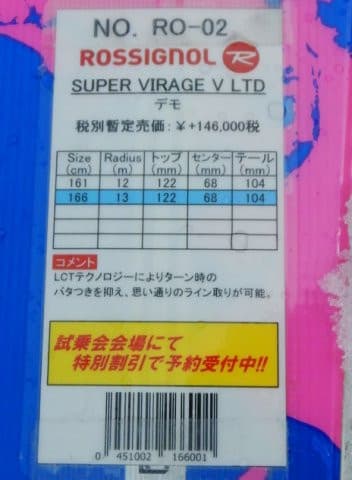 NO. RO-02
ROSSIGNOL R
SUPER VIRAGE V LTD
デモ
税別暫定売価:¥+146,000税
Size Radius トップ センター テール
(cm) (m) (mm) (mm) (mm)
161 12 122 68 104
166 13 122 68 104
コメント
LCTテクノロジーによりターン時の
バタつきを抑え、思い通りのライン取りが可能。
試乗会会場にて
特別割引で予約受付中!!
0 451002 166001